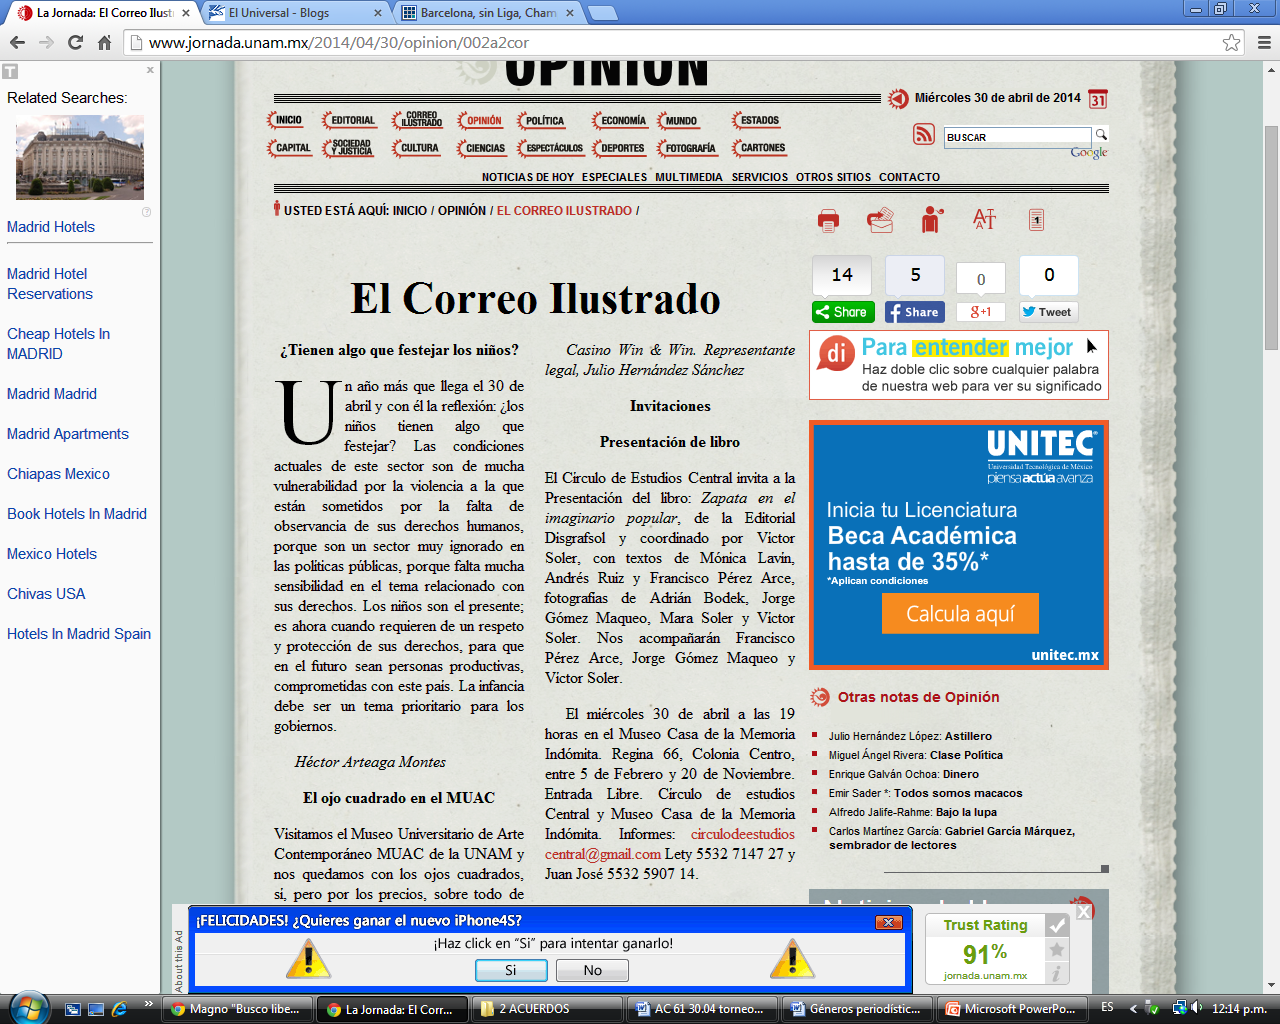 La Jornada: El Correo Ilust
El Universal - Blogs
Barcelona, sin Liga, Cham
www.jornada.unam.mx/2014/04/30/opinion/002a2cor
T
Related Searches:
Madrid Hotels
Madrid Hotel
Reservations
Cheap Hotels In
MADRID
Madrid Madrid
Madrid Apartments
Chiapas Mexico
Book Hotels In Madrid
Mexico Hotels
Chivas USA
Hotels In Madrid Spain
OPINIÓN
Miércoles 30 de abril de 2014
31
INICIO EDITORIAL CORREO ILUSTRADO OPINIÓN POLÍTICA ECONOMÍA MUNDO ESTADOS
CAPITAL SOCIEDAD Y JUSTICIA CULTURA CIENCIAS ESPECTÁCULOS DEPORTES FOTOGRAFÍA CARTONES
BUSCAR
Google
NOTICIAS DE HOY ESPECIALES MULTIMEDIA SERVICIOS OTROS SITIOS CONTACTO
USTED ESTÁ AQUÍ: INICIO / OPINIÓN / EL CORREO ILUSTRADO /
El Correo Ilustrado
¿Tienen algo que festejar los niños?
Un año más que llega el 30 de
abril y con él la reflexión: ¿los
niños tienen algo que
festejar? Las condiciones
actuales de este sector son de mucha
vulnerabilidad por la violencia a la que
están sometidos por la falta de
observancia de sus derechos humanos,
porque son un sector muy ignorado en
las políticas públicas, porque falta mucha
sensibilidad en el tema relacionado con
sus derechos. Los niños son el presente;
es ahora cuando requieren de un respeto
y protección de sus derechos, para que
en el futuro sean personas productivas,
comprometidas con este país. La infancia
debe ser un tema prioritario para los
gobiernos.
Héctor Arteaga Montes
El ojo cuadrado en el MUAC
Visitamos el Museo Universitario de Arte
Contemporáneo MUAC de la UNAM y
nos quedamos con los ojos cuadrados,
sí, pero por los precios, sobre todo de
Casino Win & Win. Representante
legal, Julio Hernández Sánchez
Invitaciones
Presentación de libro
El Círculo de Estudios Central invita a la
Presentación del libro: Zapata en el
imaginario popular, de la Editorial
Disgrafsol y coordinado por Víctor
Soler, con textos de Mónica Lavín,
Andrés Ruiz y Francisco Pérez Arce,
fotografías de Adrián Bodek, Jorge
Gómez Maqueo, Mara Soler y Víctor
Soler. Nos acompañarán Francisco
Pérez Arce, Jorge Gómez Maqueo y
Víctor Soler.
El miércoles 30 de abril a las 19
horas en el Museo Casa de la Memoria
Indómita. Regina 66, Colonia Centro,
entre 5 de Febrero y 20 de Noviembre.
Entrada Libre. Círculo de estudios
Central y Museo Casa de la Memoria
Indómita. Informes: circulodeestudios
central@gmail.com Lety 5532 7147 27 y
Juan José 5532 5907 14.
14 5 0 0
Share Share g+1 Tweet
di
Para entender mejor
Haz doble clic sobre cualquier palabra
de nuestra web para ver su significado
UNITEC
Universidad Tecnológica de México
piensa actúa avanza
Inicia tu Licenciatura
Beca Académica
hasta de 35%*
*Aplican condiciones
Calcula aquí
unitec.mx
Otras notas de Opinión
Julio Hernández López: Astillero
Miguel Ángel Rivera: Clase Política
Enrique Galván Ochoa: Dinero
Emir Sader *: Todos somos macacos
Alfredo Jalife-Rahme: Bajo la lupa
Carlos Martínez García: Gabriel García Márquez,
sembrador de lectores
About this Ad
¡FELICIDADES! ¿Quieres ganar el nuevo iPhone4S?
¡Haz click en "Si" para intentar ganarlo!
Si No
Trust Rating
91%
jornada.unam.mx
Magno "Busco libe...
La Jornada: El Corr...
2 ACUERDOS
AC 61 30.04 torneo...
Géneros periodístic...
Microsoft PowerPo...
ES
12:14 p.m.